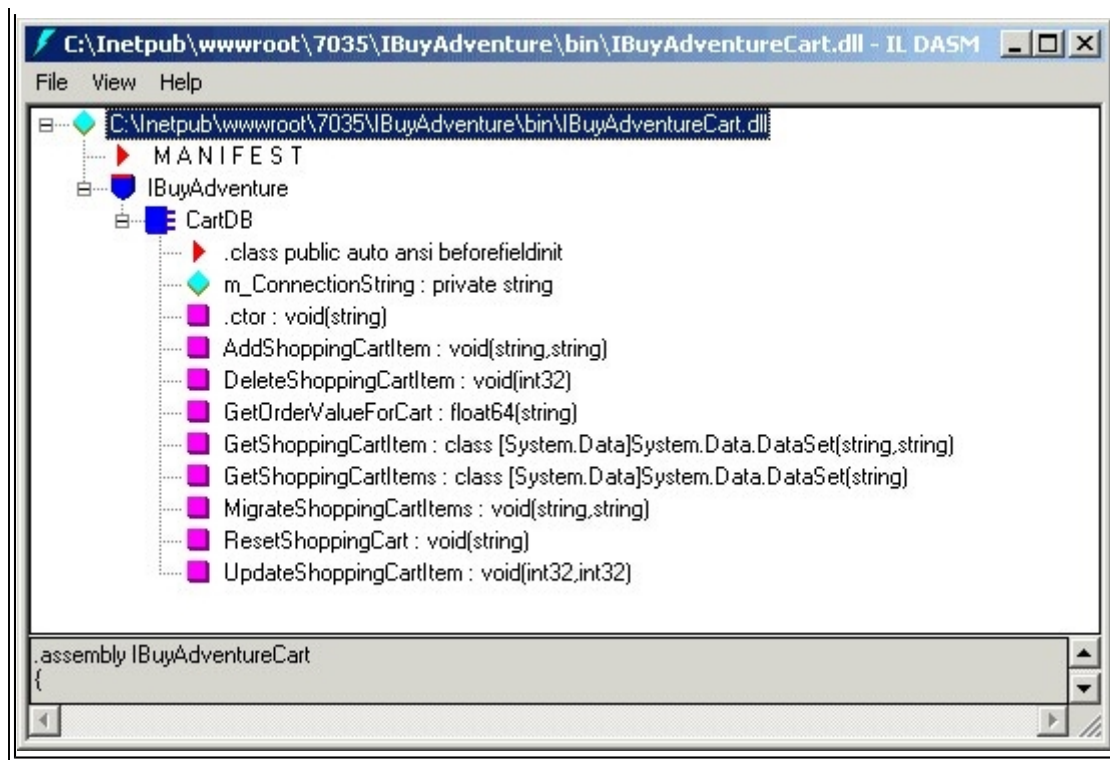 C:\Inetpub\wwwroot\7035\IBuyAdventure\bin\IBuyAdventureCart.dll - IL DASM
File View Help
C:\Inetpub\wwwroot\7035\IBuyAdventure\bin\IBuyAdventureCart.dll
M A N I F E S T
IBuyAdventure
CartDB
.class public auto ansi beforefieldinit
m_ConnectionString : private string
.ctor : void(string)
AddShoppingCartItem : void(string,string)
DeleteShoppingCartItem : void(int32)
GetOrderValueForCart : float64(string)
GetShoppingCartItem : class [System.Data]System.Data.DataSet(string,string)
GetShoppingCartItems : class [System.Data]System.Data.DataSet(string)
MigrateShoppingCartItems : void(string,string)
ResetShoppingCart : void(string)
UpdateShoppingCartItem : void(int32,int32)
.assembly IBuyAdventureCart
{